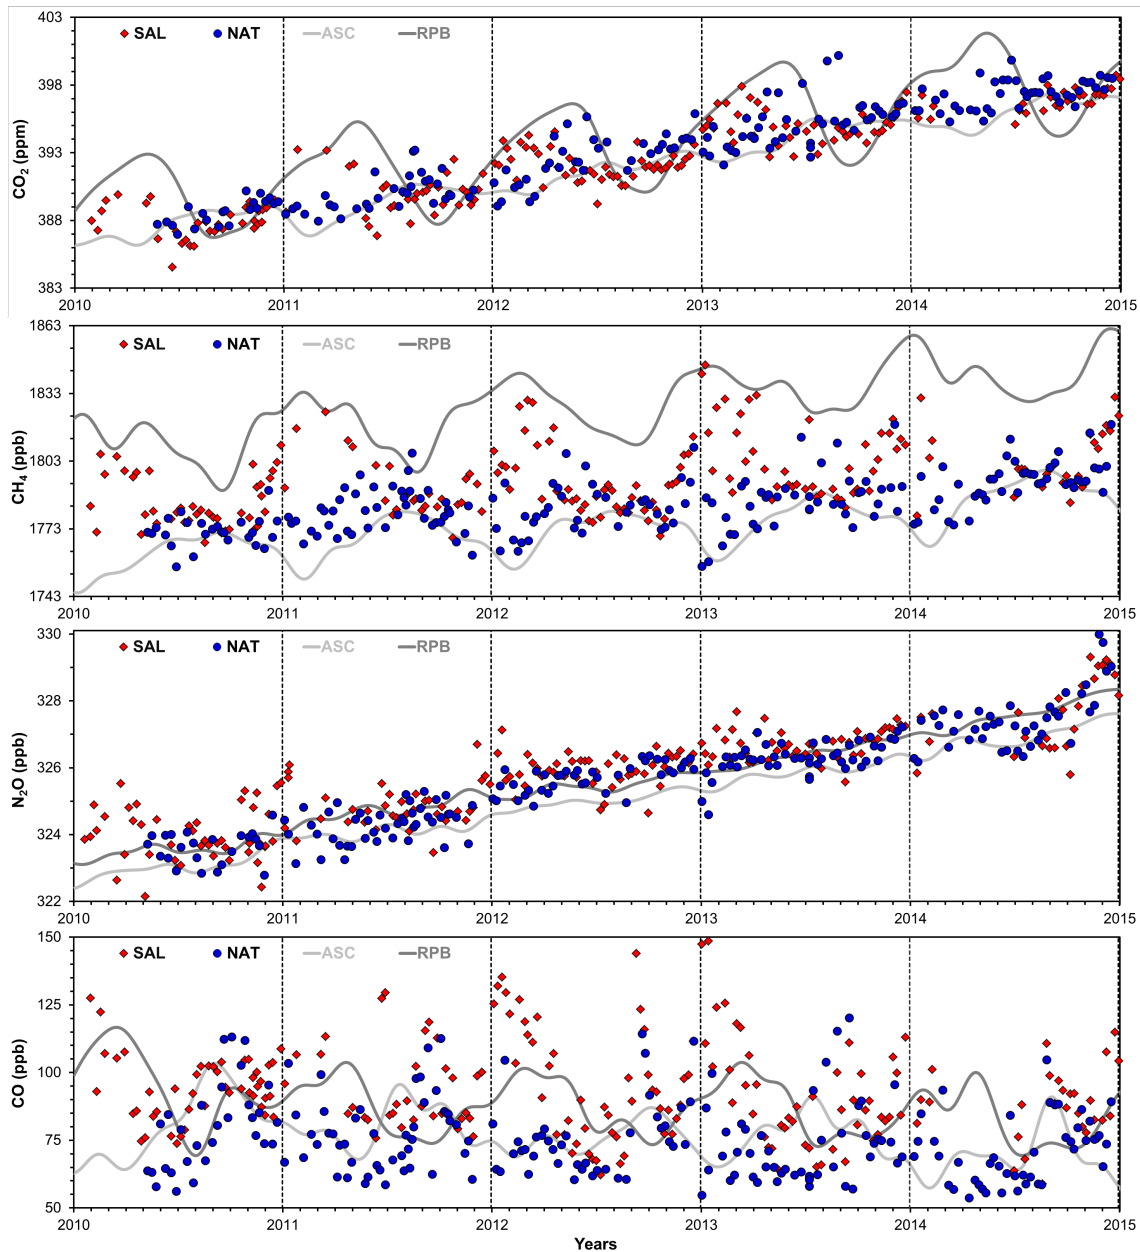 403
SAL NAT ASC RPB
398
393
388
383
CO2 (ppm)
2010 2011 2012 2013 2014 2015
1863
SAL NAT ASC RPB
1833
1803
1773
1743
CH4 (ppb)
2010 2011 2012 2013 2014 2015
330
SAL NAT ASC RPB
328
326
324
322
N2O (ppb)
2010 2011 2012 2013 2014 2015
150
SAL NAT ASC RPB
125
100
75
50
CO (ppb)
2010 2011 2012 2013 2014 2015
Years